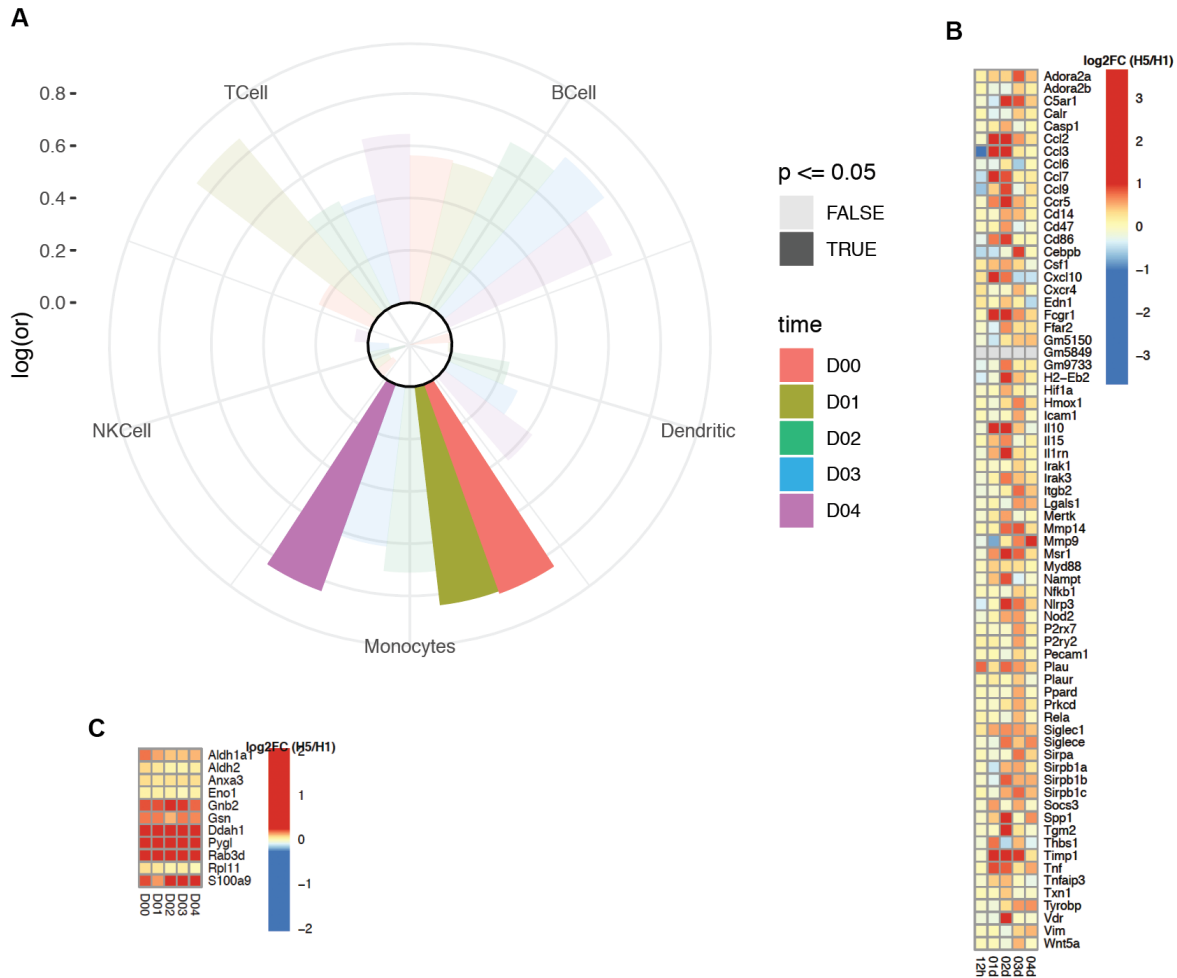 A
0.8
0.6
0.4
0.2
0.0
log(or)
TCell
BCell
NKCell
Dendritic
Monocytes
p <= 0.05
FALSE
TRUE
time
D00
D01
D02
D03
D04
B
log2FC (H5/H1)
3
2
1
0
−1
−2
−3
Adora2a
Adora2b
C5ar1
Calr
Casp1
Ccl2
Ccl3
Ccl6
Ccl7
Ccl9
Ccr5
Cd14
Cd47
Cd86
Cebpb
Csf1
Cxcl10
Cxcr4
Edn1
Fcgr1
Ffar2
Gm5150
Gm5849
Gm9733
H2−Eb2
Hif1a
Hmox1
Icam1
Il10
Il15
Il1rn
Irak1
Irak3
Itgb2
Lgals1
Mertk
Mmp14
Mmp9
Msr1
Myd88
Nampt
Nfkb1
Nlrp3
Nod2
P2rx7
P2ry2
Pecam1
Plau
Plaur
Ppard
Prkcd
Rela
Siglec1
Siglece
Sirpa
Sirpb1a
Sirpb1b
Sirpb1c
Socs3
Spp1
Tgm2
Thbs1
Timp1
Tnf
Tnfaip3
Txn1
Tyrobp
Vdr
Vim
Wnt5a
12h
01d
02d
03d
04d
C
log2FC (H5/H1)
2
1
0
−1
−2
Aldh1a1
Aldh2
Anxa3
Eno1
Gnb2
Gsn
Ddah1
Pygl
Rab3d
Rpl11
S100a9
D00
D01
D02
D03
D04